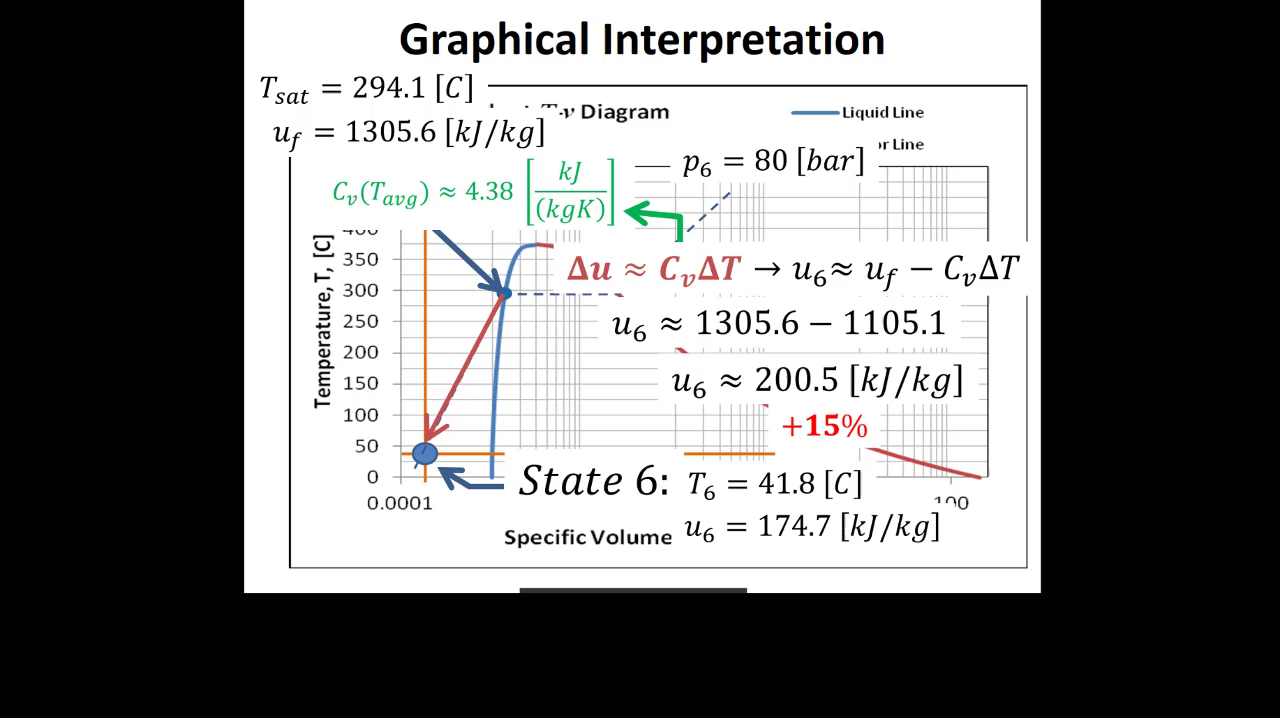 Graphical Interpretation
T_sat = 294.1 [C]
T-v Diagram
Liquid Line
u_f = 1305.6 [kJ/kg]
r Line
p_6 = 80 [bar]
C_v(T_avg) ≈ 4.38 [kJ/(kgK)]
400
350
300
250
200
150
100
50
0
Temperature, T, [C]
Δu ≈ C_vΔT → u_6 ≈ u_f − C_vΔT
u_6 ≈ 1305.6 − 1105.1
u_6 ≈ 200.5 [kJ/kg]
+15%
State 6: T_6 = 41.8 [C]
0.0001
100
Specific Volume
u_6 = 174.7 [kJ/kg]